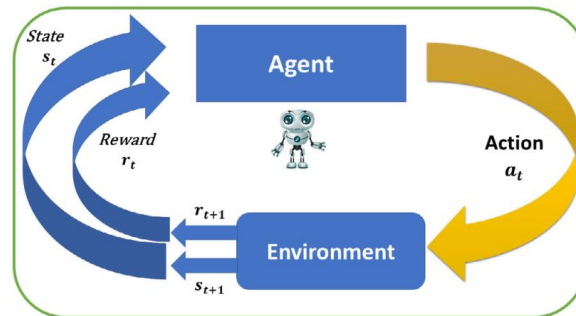 State
s_t
Agent
Reward
r_t
Action
a_t
r_{t+1}
Environment
s_{t+1}